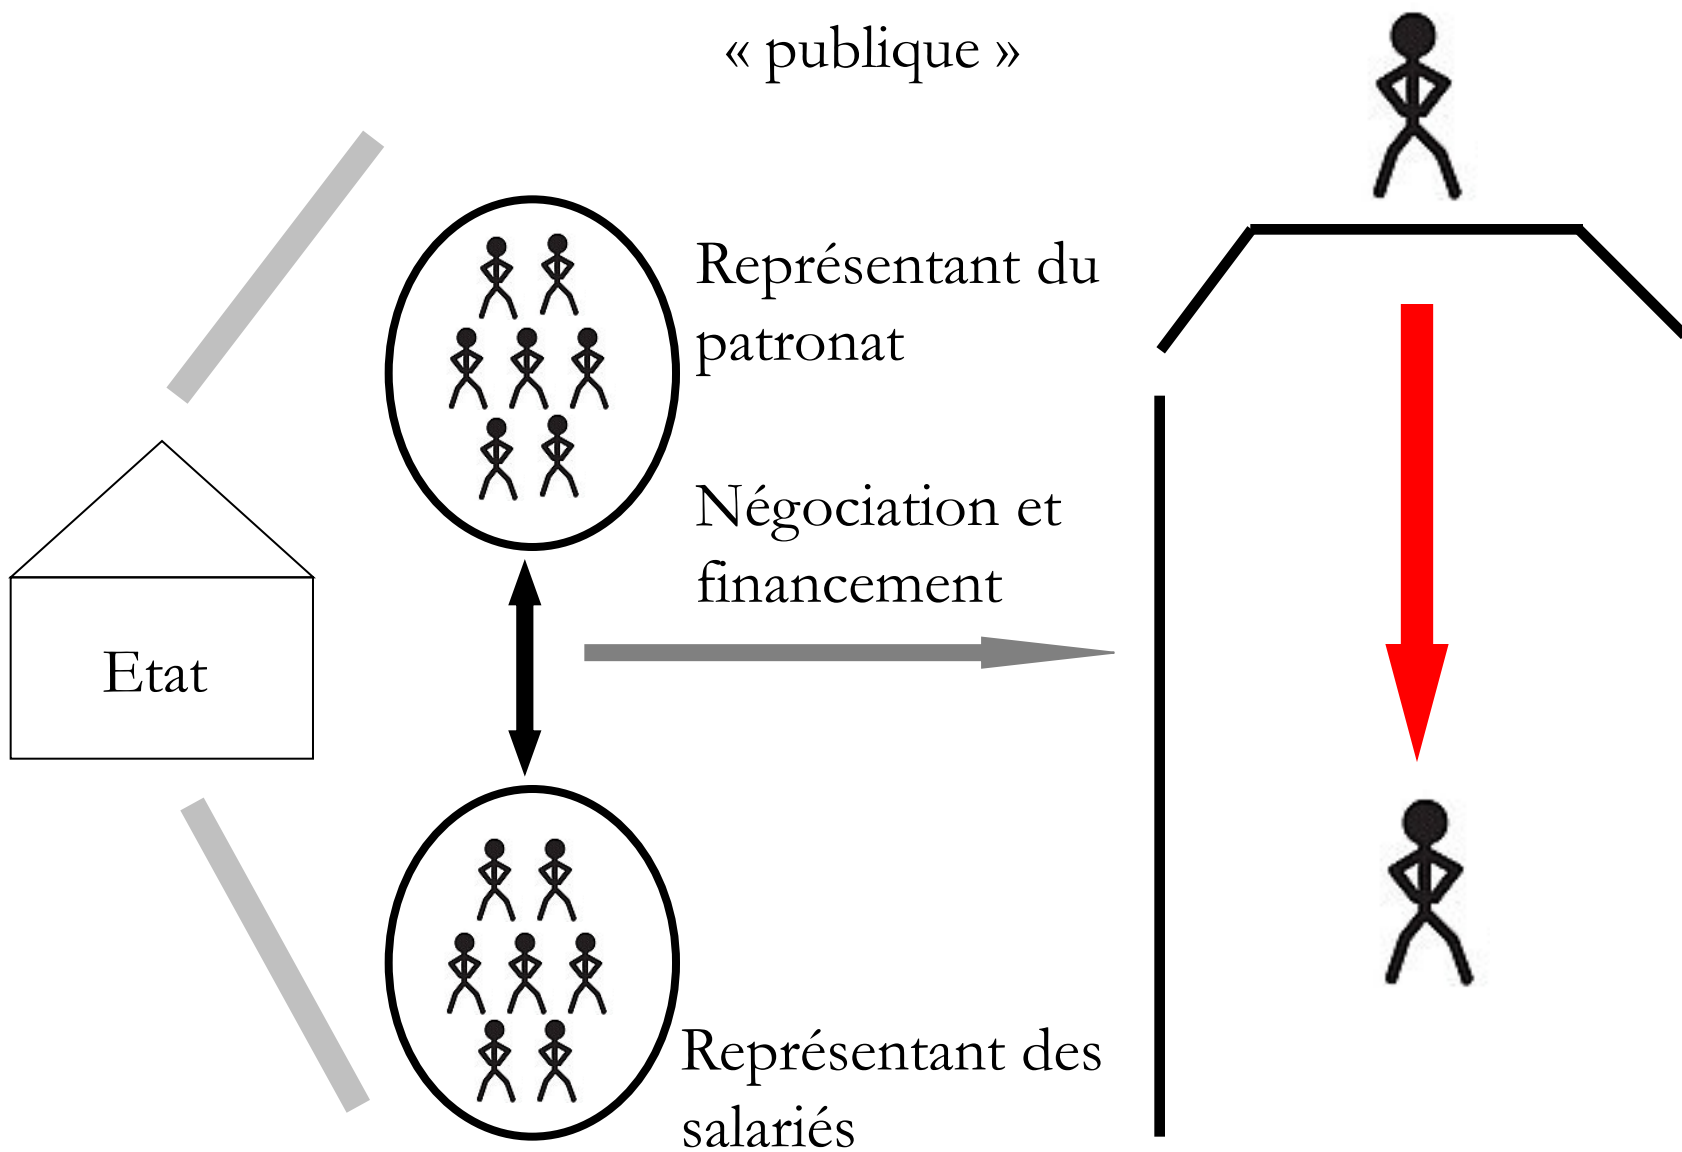 « publique »
Représentant du
patronat
Négociation et
financement
Etat
Représentant des
salariés